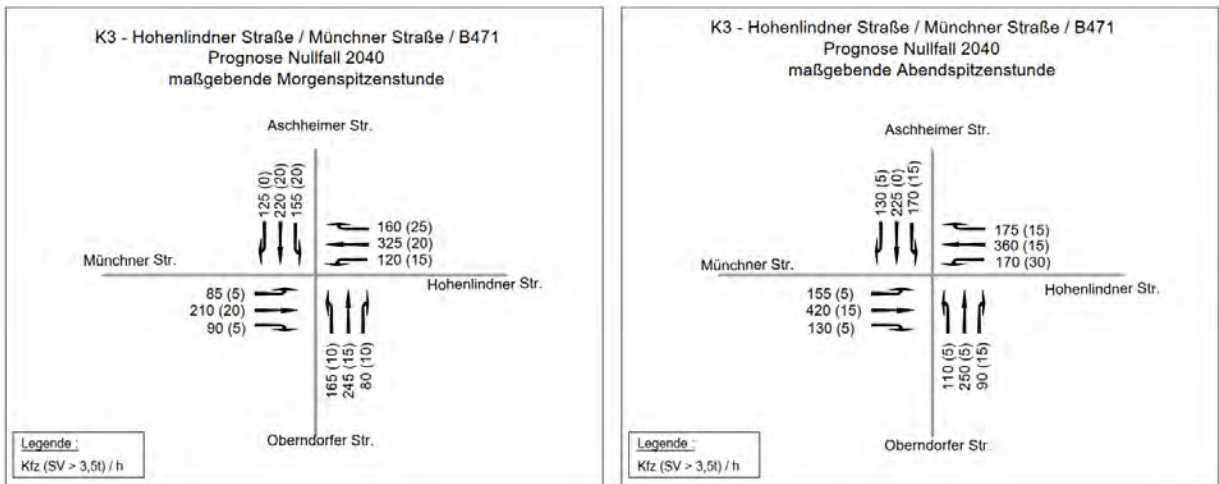 K3 - Hohenlindner Straße / Münchner Straße / B471
Prognose Nullfall 2040
maßgebende Morgenspitzenstunde
Aschheimer Str.
125 (0)
220 (20)
155 (20)
160 (25)
325 (20)
120 (15)
Münchner Str.
Hohenlindner Str.
85 (5)
210 (20)
90 (5)
165 (10)
245 (15)
80 (10)
Oberndorfer Str.
Legende :
Kfz (SV > 3,5t) / h
K3 - Hohenlindner Straße / Münchner Straße / B471
Prognose Nullfall 2040
maßgebende Abendspitzenstunde
Aschheimer Str.
130 (5)
225 (0)
170 (15)
175 (15)
360 (15)
170 (30)
Münchner Str.
Hohenlindner Str.
155 (5)
420 (15)
130 (5)
110 (5)
250 (5)
90 (15)
Oberndorfer Str.
Legende :
Kfz (SV > 3,5t) / h